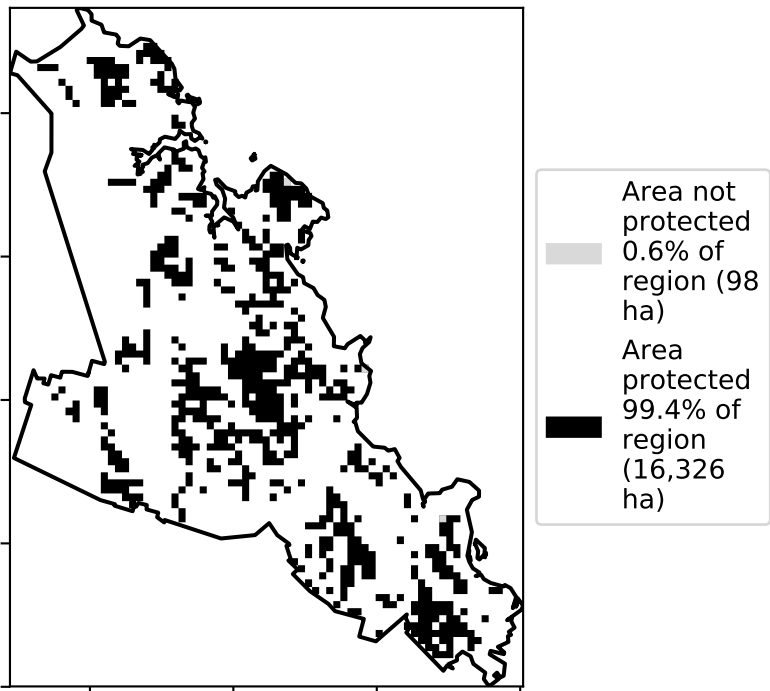 Area not
protected
0.6% of
region (98
ha)
Area
protected
99.4% of
region
(16,326
ha)